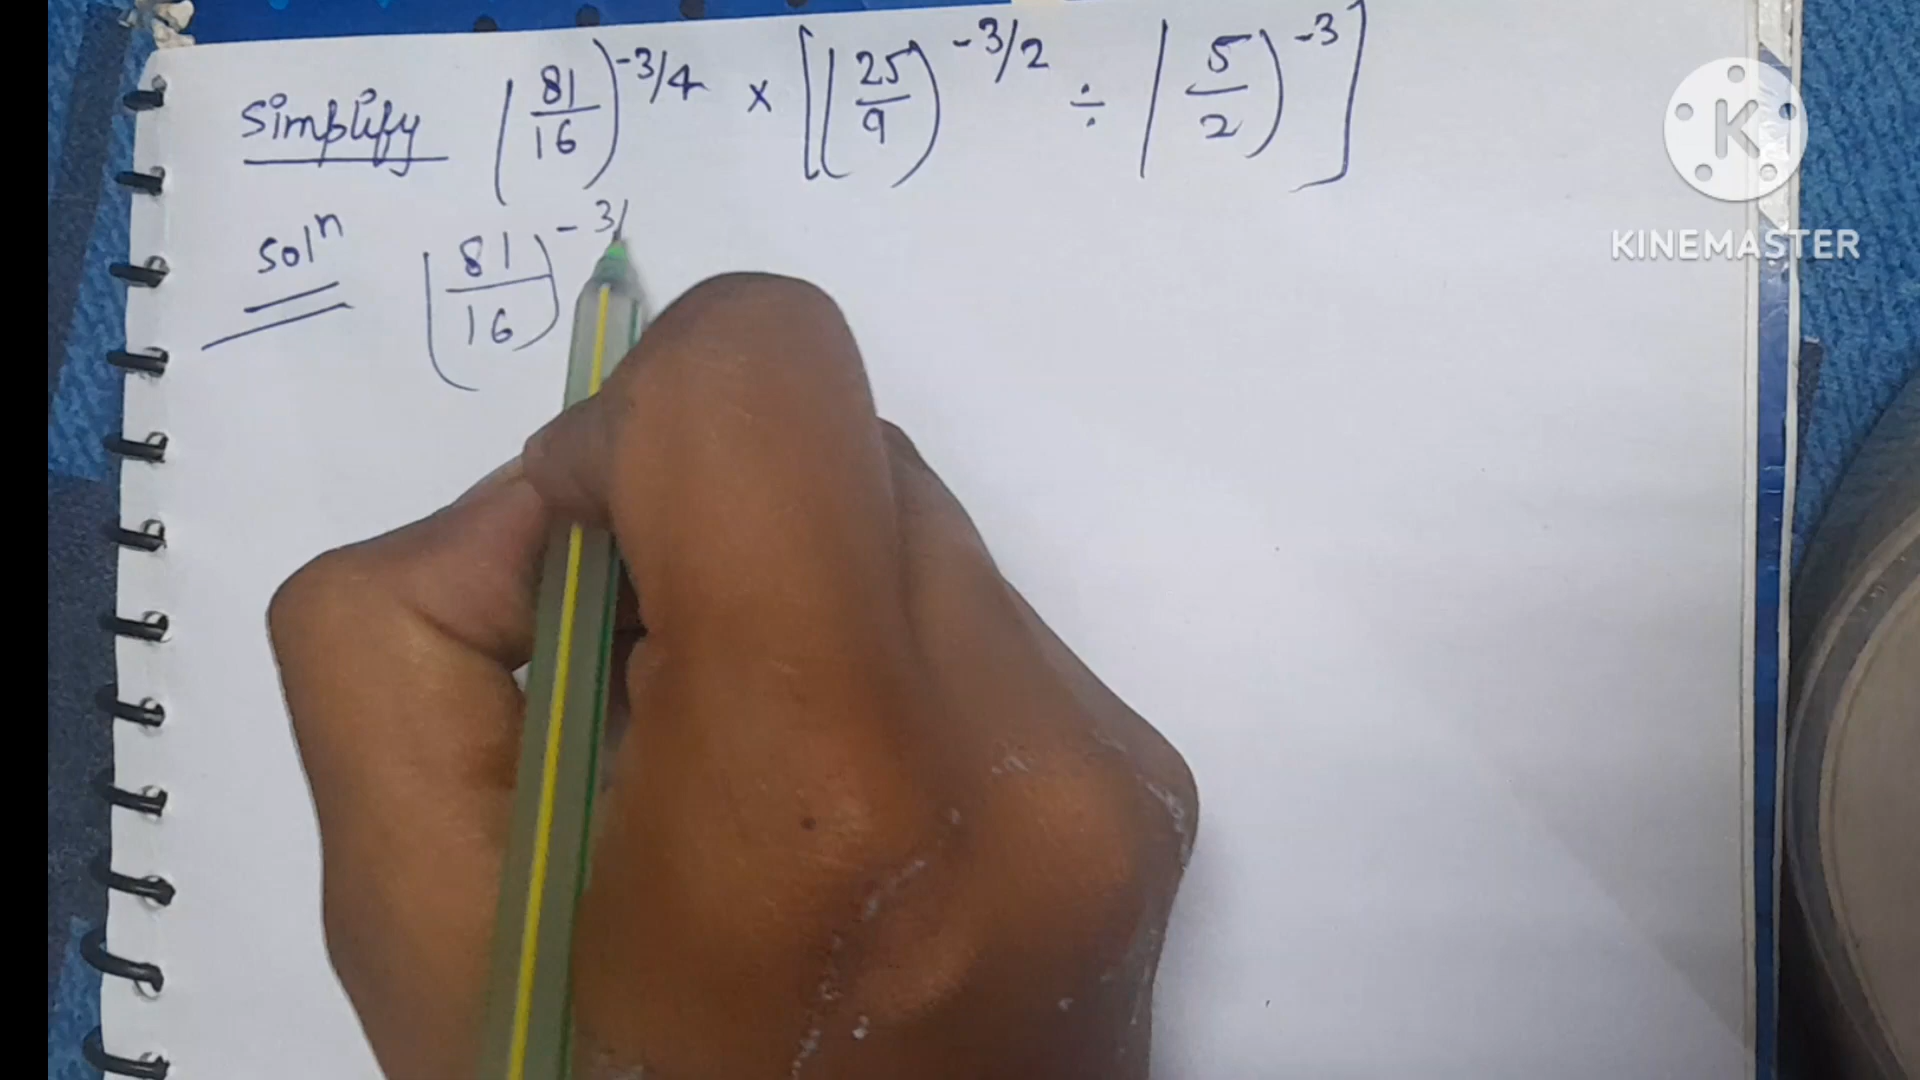 Simplify (81/16)^-3/4 × [(25/9)^-3/2 ÷ (5/2)^-3]
Solⁿ (81/16)^-3/
K
KINEMASTER